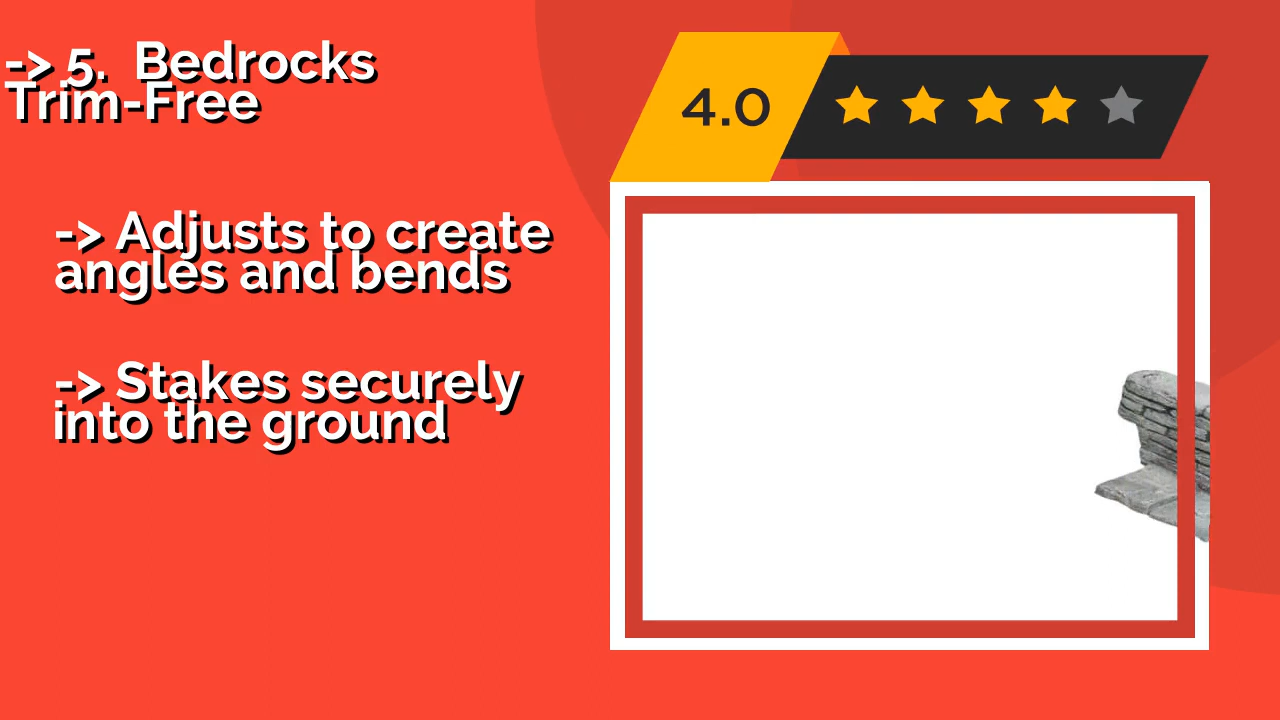 -> 5.  Bedrocks
Trim-Free
4.0
-> Adjusts to create
angles and bends
-> Stakes securely
into the ground